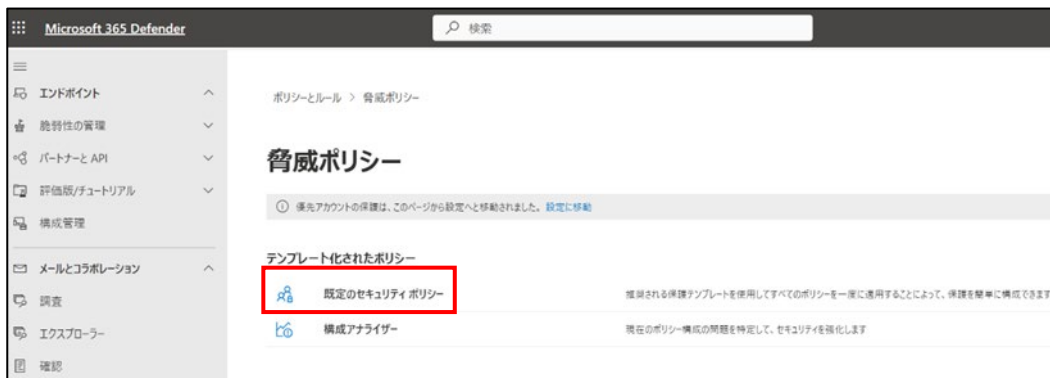 Microsoft 365 Defender
検索
エンドポイント
脆弱性の管理
パートナーと API
評価版/チュートリアル
構成管理
メールとコラボレーション
調査
エクスプローラー
確認
ポリシーとルール > 脅威ポリシー
脅威ポリシー
優先アカウントの保護は、このページから設定へと移動されました。 設定に移動
テンプレート化されたポリシー
既定のセキュリティ ポリシー
推奨される保護テンプレートを使用してすべてのポリシーを一度に適用することによって、保護を簡単に構成できます
構成アナライザー
現在のポリシー構成の問題を特定して、セキュリティを強化します